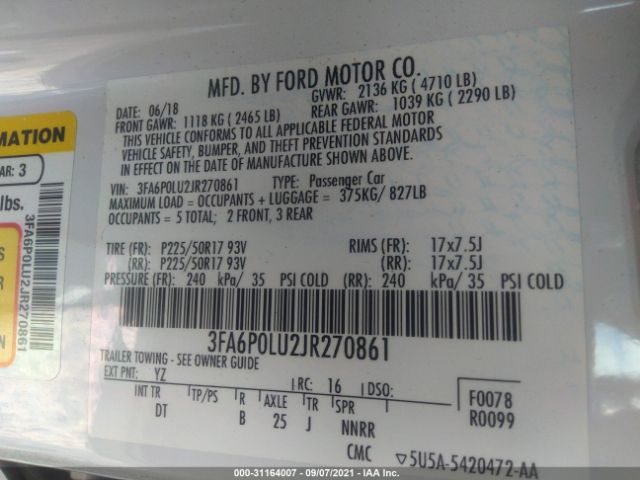 MFD. BY FORD MOTOR CO.
DATE: 06/18 GVWR: 2136 KG ( 4710 LB)
FRONT GAWR: 1118 KG ( 2465 LB) REAR GAWR: 1039 KG ( 2290 LB)
THIS VEHICLE CONFORMS TO ALL APPLICABLE FEDERAL MOTOR
VEHICLE SAFETY, BUMPER, AND THEFT PREVENTION STANDARDS
IN EFFECT ON THE DATE OF MANUFACTURE SHOWN ABOVE.
VIN: 3FA6P0LU2JR270861 TYPE: Passenger Car
MAXIMUM LOAD = OCCUPANTS + LUGGAGE = 375KG/ 827LB
OCCUPANTS = 5 TOTAL; 2 FRONT, 3 REAR
TIRE (FR): P225/50R17 93V RIMS (FR): 17x7.5J
(RR): P225/50R17 93V (RR): 17x7.5J
PRESSURE (FR): 240 kPa/ 35 PSI COLD (RR): 240 kPa/ 35 PSI COLD
3FA6P0LU2JR270861
TRAILER TOWING - SEE OWNER GUIDE
EXT PNT: YZ RC: 16 DSO:
INT TR TP/PS R AXLE TR SPR
DT B 25 J NNRR
F0078
R0099
CMC 5U5A-5420472-AA
MATION
AR: 3
lbs.
3FA6P0LU2JR270861
000-31164007 - 09/07/2021 - IAA Inc.